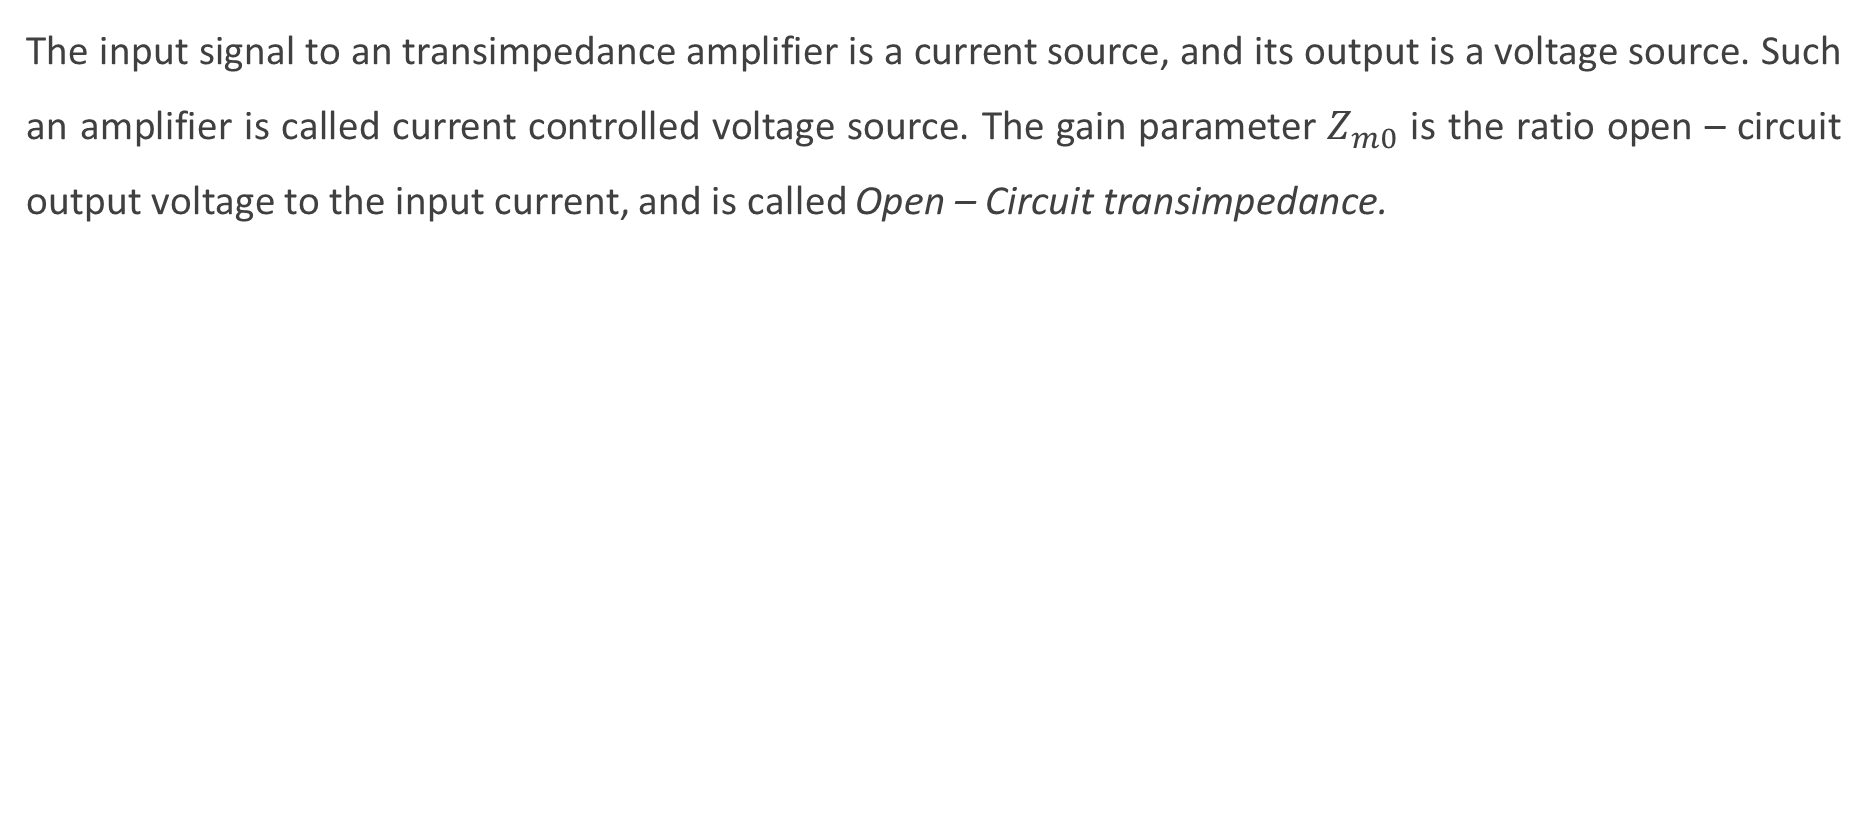 The input signal to an transimpedance amplifier is a current source, and its output is a voltage source. Such
an amplifier is called current controlled voltage source. The gain parameter Z_{m0} is the ratio open – circuit
output voltage to the input current, and is called Open – Circuit transimpedance.